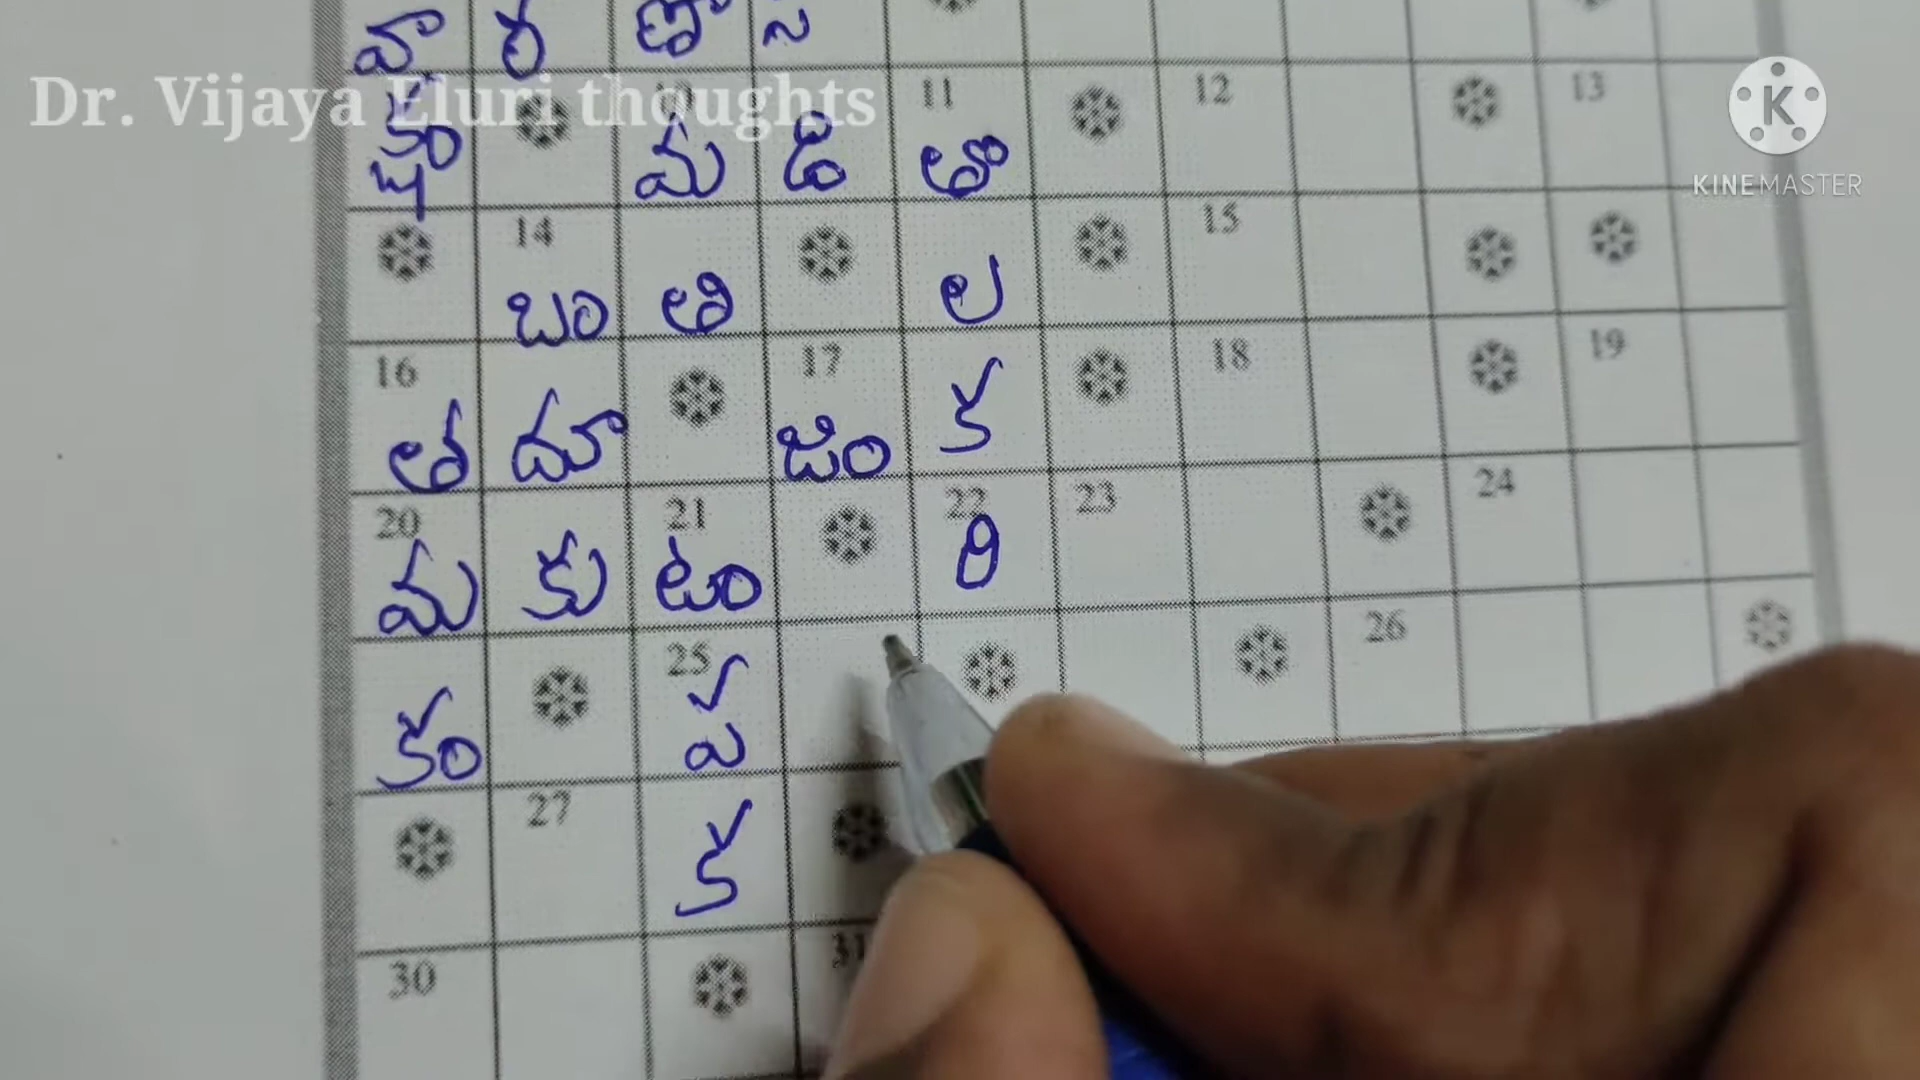 వా ర ణా సి
Dr. Vijaya Eluri thoughts
KINEMASTER
క్షం 10 మ డి 11 తా 12 13
14 బం తి ల 15
16 త దూ 17 జిం క 18 19
20 మ కు 21 టం 22 రి 23 24
కం 25 ప 26
27 క
30 31